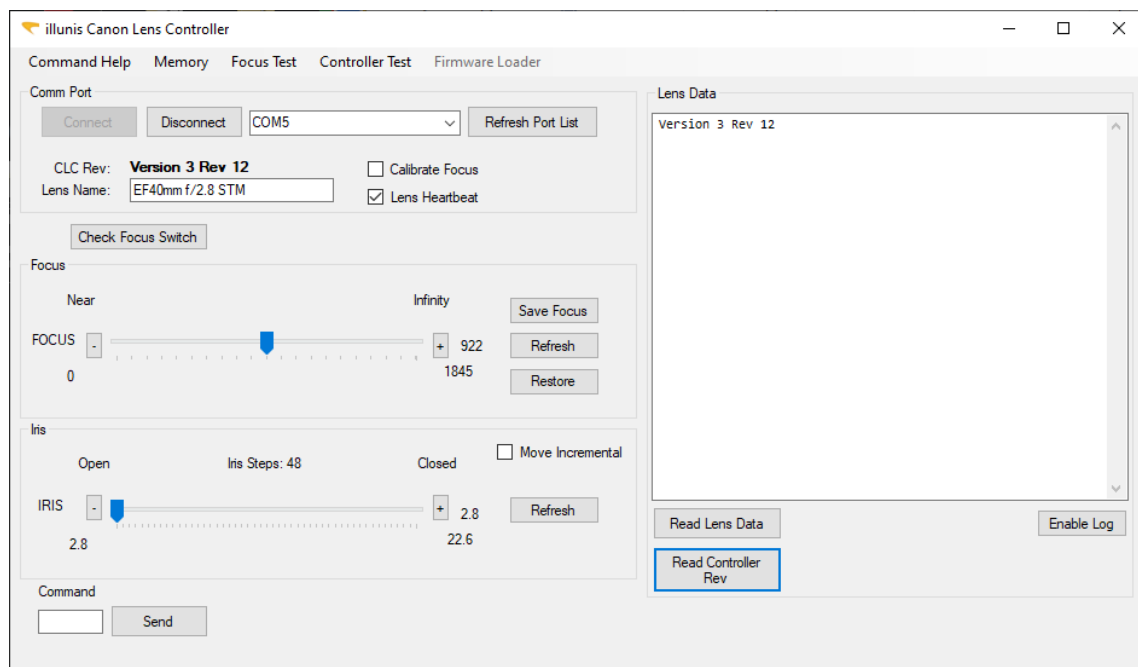 illunis Canon Lens Controller
Command Help Memory Focus Test Controller Test Firmware Loader
Comm Port
Connect Disconnect COM5 Refresh Port List
CLC Rev: Version 3 Rev 12
Calibrate Focus
Lens Name: EF40mm f/2.8 STM
Lens Heartbeat
Check Focus Switch
Focus
Near Infinity
Save Focus
FOCUS - + 922 Refresh
0 1845
Restore
Iris
Move Incremental
Open Iris Steps: 48 Closed
IRIS - + 2.8 Refresh
2.8 22.6
Command
Send
Lens Data
Version 3 Rev 12
Read Lens Data Enable Log
Read Controller
Rev